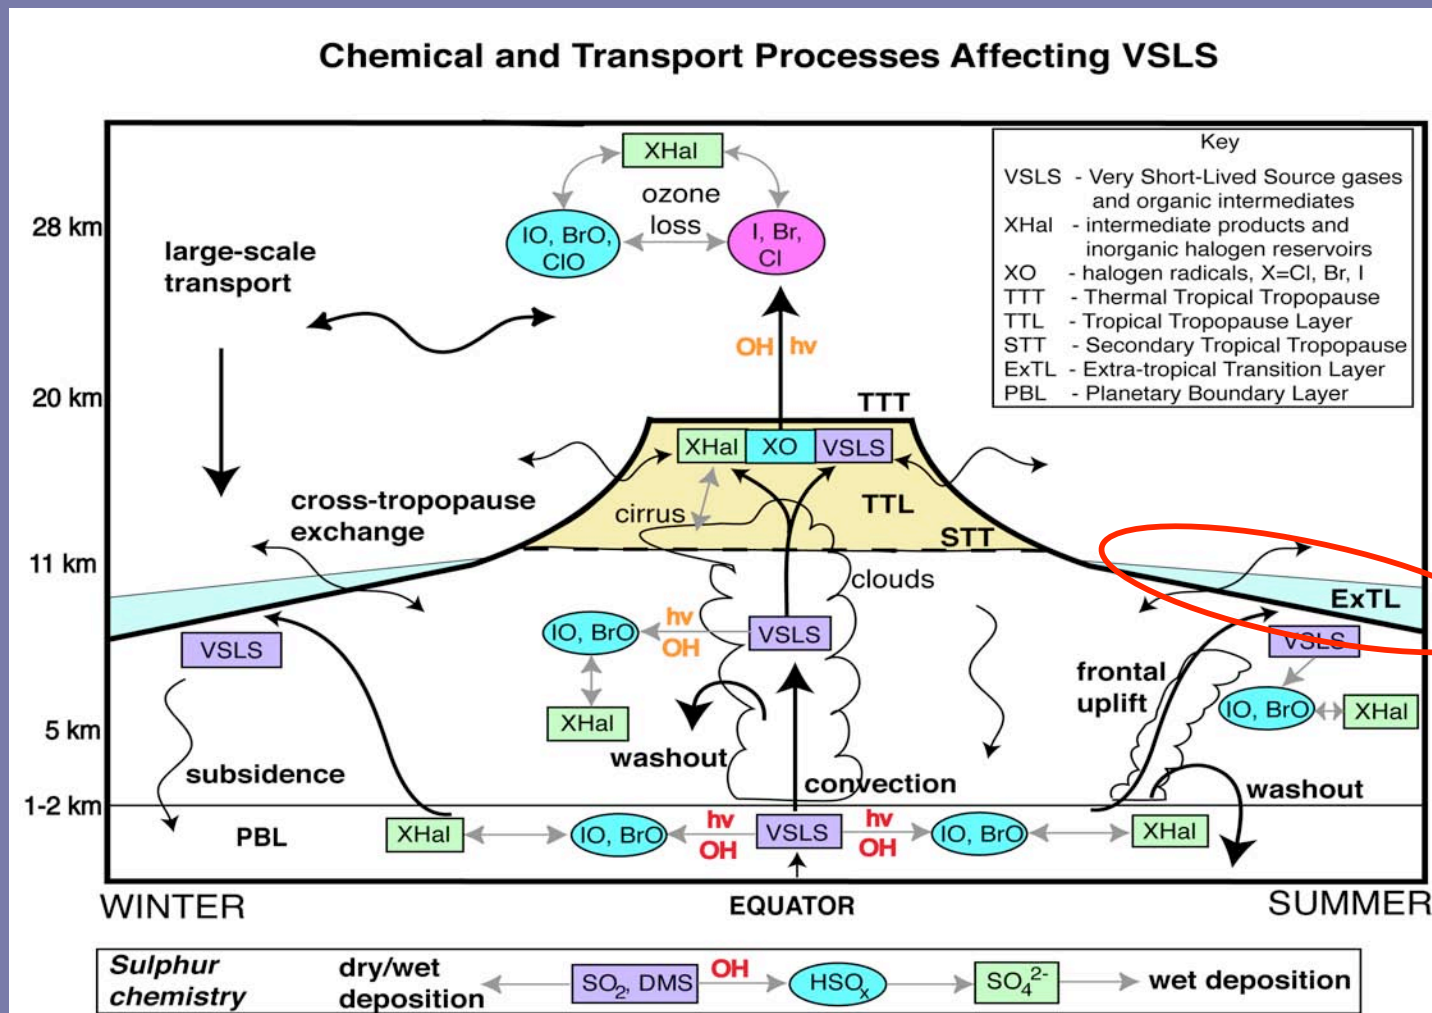 Chemical and Transport Processes Affecting VSLS
Key
VSLS - Very Short-Lived Source gases
and organic intermediates
XHal - intermediate products and
inorganic halogen reservoirs
XO - halogen radicals, X=Cl, Br, I
TTT - Thermal Tropical Tropopause
TTL - Tropical Tropopause Layer
STT - Secondary Tropical Tropopause
ExTL - Extra-tropical Transition Layer
PBL - Planetary Boundary Layer
XHal
ozone
loss
28 km
IO, BrO,
ClO
I, Br,
Cl
large-scale
transport
OH hv
20 km
TTT
XHal XO VSLS
cross-tropopause
exchange
cirrus
TTL
STT
11 km
clouds
ExTL
hv
OH
IO, BrO
VSLS
VSLS
VSLS
frontal
uplift
IO, BrO
XHal
XHal
5 km
washout
subsidence
convection
washout
1-2 km
PBL
XHal
IO, BrO
hv
OH
VSLS
hv
OH
IO, BrO
XHal
WINTER
EQUATOR
SUMMER
Sulphur
chemistry
dry/wet
deposition
SO₂, DMS
OH
HSOₓ
SO₄²⁻
wet deposition